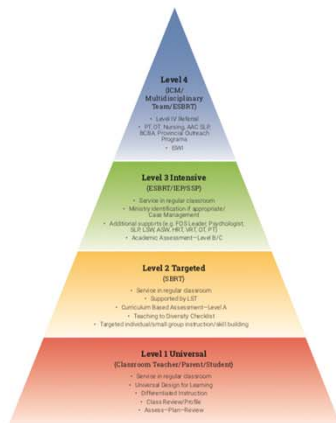 Level 4
(ICM/
Multidisciplinary
Team/ESBRT)
• Level IV Referral
• PT, OT, Nursing, AAC SLP,
BCBA, Provincial Outreach
Programs
Level 3 Intensive
(ESBRT/IEP/SSP)
• Service in regular classroom
• Ministry identification if appropriate/
Case Management
• Additional supports (e.g. FOS Leader, Psychologist,
SLP, LSW, ASW, HRT, VRT, OT, PT)
• Academic Assessment—Level B/C
Level 2 Targeted
(SBRT)
• Service in regular classroom
• Supported by LST
• Curriculum Based Assessment—Level A
• Teaching to Diversity Checklist
• Targeted individual/small group instruction/skill building
Level 1 Universal
(Classroom Teacher/Parent/Student)
• Service in regular classroom
• Universal Design for Learning
• Differentiated Instruction
• Class Review/Profile
• Assess—Plan—Review